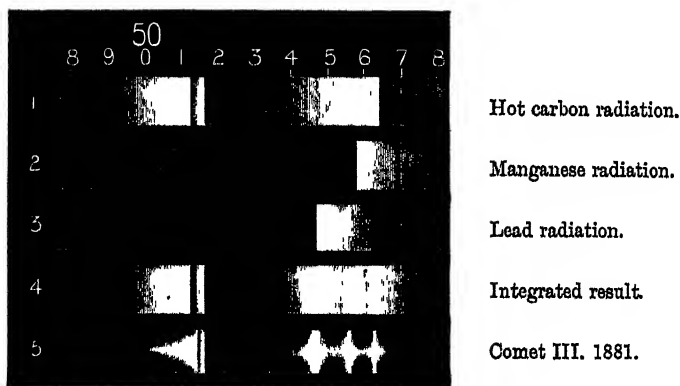 50
8 9 0 1 2 3 4 5 6 7 8
1 Hot carbon radiation.
2 Manganese radiation.
3 Lead radiation.
4 Integrated result.
5 Comet III. 1881.